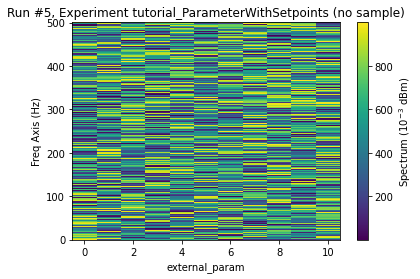 Run #5, Experiment tutorial_ParameterWithSetpoints (no sample)
500
400
300
200
100
0
Freq Axis (Hz)
0 2 4 6 8 10
external_param
800
600
400
200
Spectrum (10⁻³ dBm)